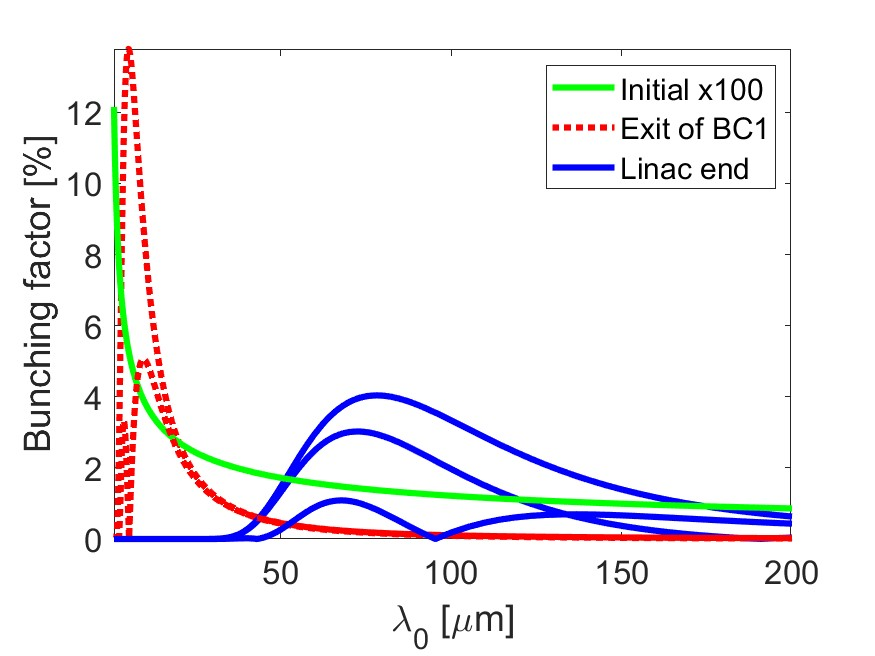 Bunching factor [%]
12
10
8
6
4
2
0
50
100
150
200
λ0 [μm]
Initial x100
Exit of BC1
Linac end